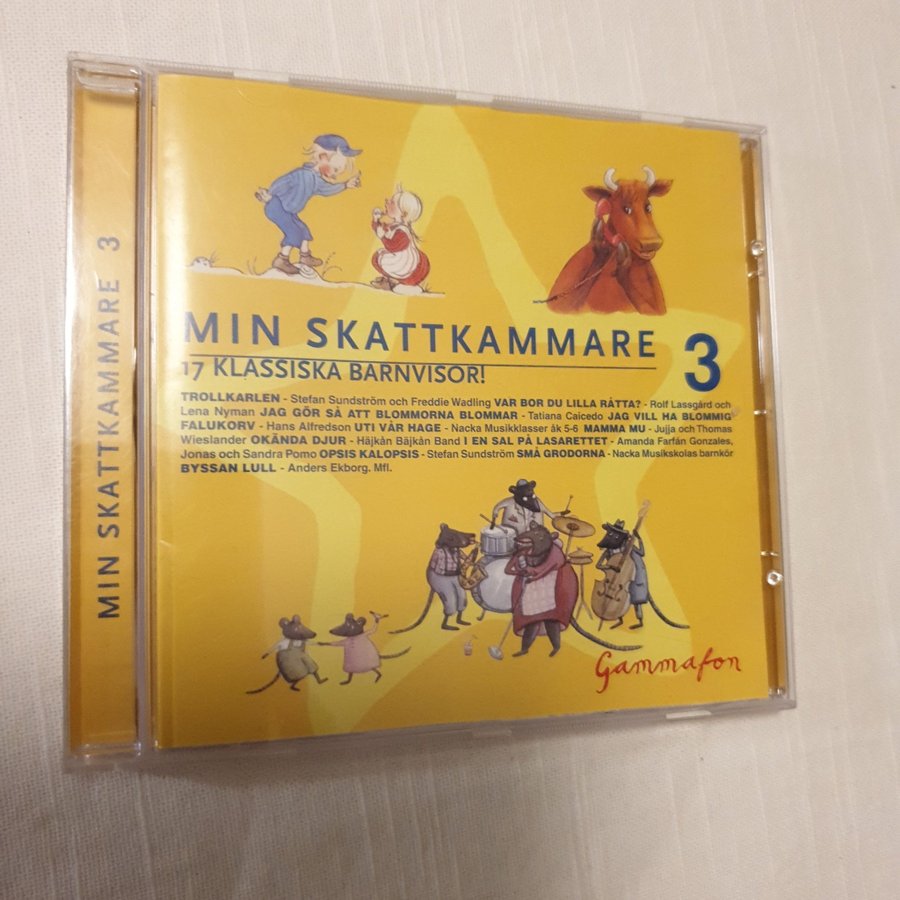 MIN SKATTKAMMARE 3
MIN SKATTKAMMARE 3
17 KLASSISKA BARNVISOR!
TROLLKARLEN - Stefan Sundström och Freddie Wadling VAR BOR DU LILLA RÅTTA? - Rolf Lassgård och
Lena Nyman JAG GÖR SÅ ATT BLOMMORNA BLOMMAR - Tatiana Caicedo JAG VILL HA BLOMMIG
FALUKORV - Hans Alfredson UTI VÅR HAGE - Nacka Musikklasser åk 5-6 MAMMA MU - Jujja och Thomas
Wieslander OKÄNDA DJUR - Häjkån Bäjkån Band I EN SAL PÅ LASARETTET - Amanda Farfán Gonzales,
Jonas och Sandra Pomo OPSIS KALOPSIS - Stefan Sundström SMÅ GRODORNA - Nacka Musikskolas barnkör
BYSSAN LULL - Anders Ekborg. Mfl.
Gammafon